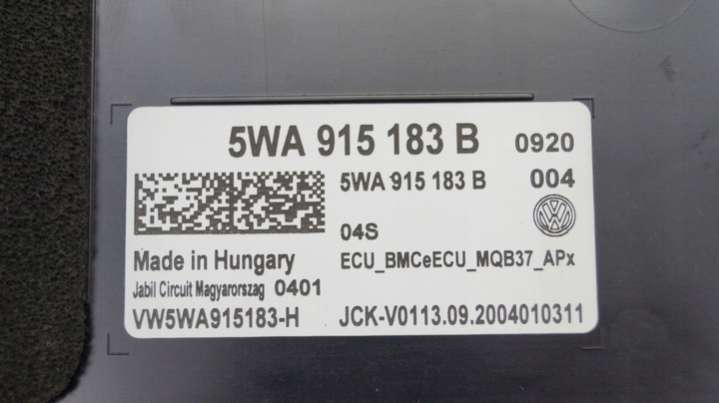 5WA 915 183 B 0920
5WA 915 183 B 004
04S
Made in Hungary ECU_BMCeECU_MQB37_APx
Jabil Circuit Magyarorszag 0401
VW5WA915183-H JCK-V0113.09.2004010311